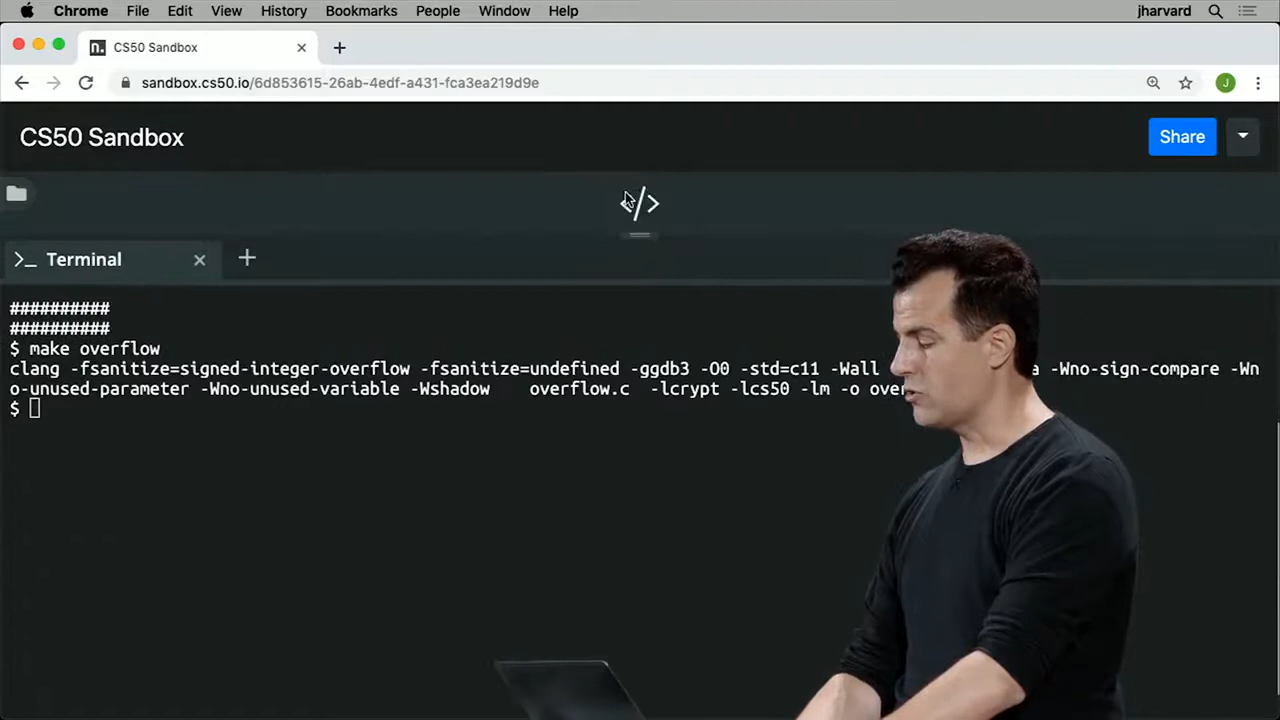 Chrome File Edit View History Bookmarks People Window Help jharvard
n. CS50 Sandbox
sandbox.cs50.io/6d853615-26ab-4edf-a431-fca3ea219d9e J
CS50 Sandbox Share
</>
>_ Terminal
##########
##########
$ make overflow
clang -fsanitize=signed-integer-overflow -fsanitize=undefined -ggdb3 -O0 -std=c11 -Wall -Wno-sign-compare -Wn
o-unused-parameter -Wno-unused-variable -Wshadow overflow.c -lcrypt -lcs50 -lm -o
$